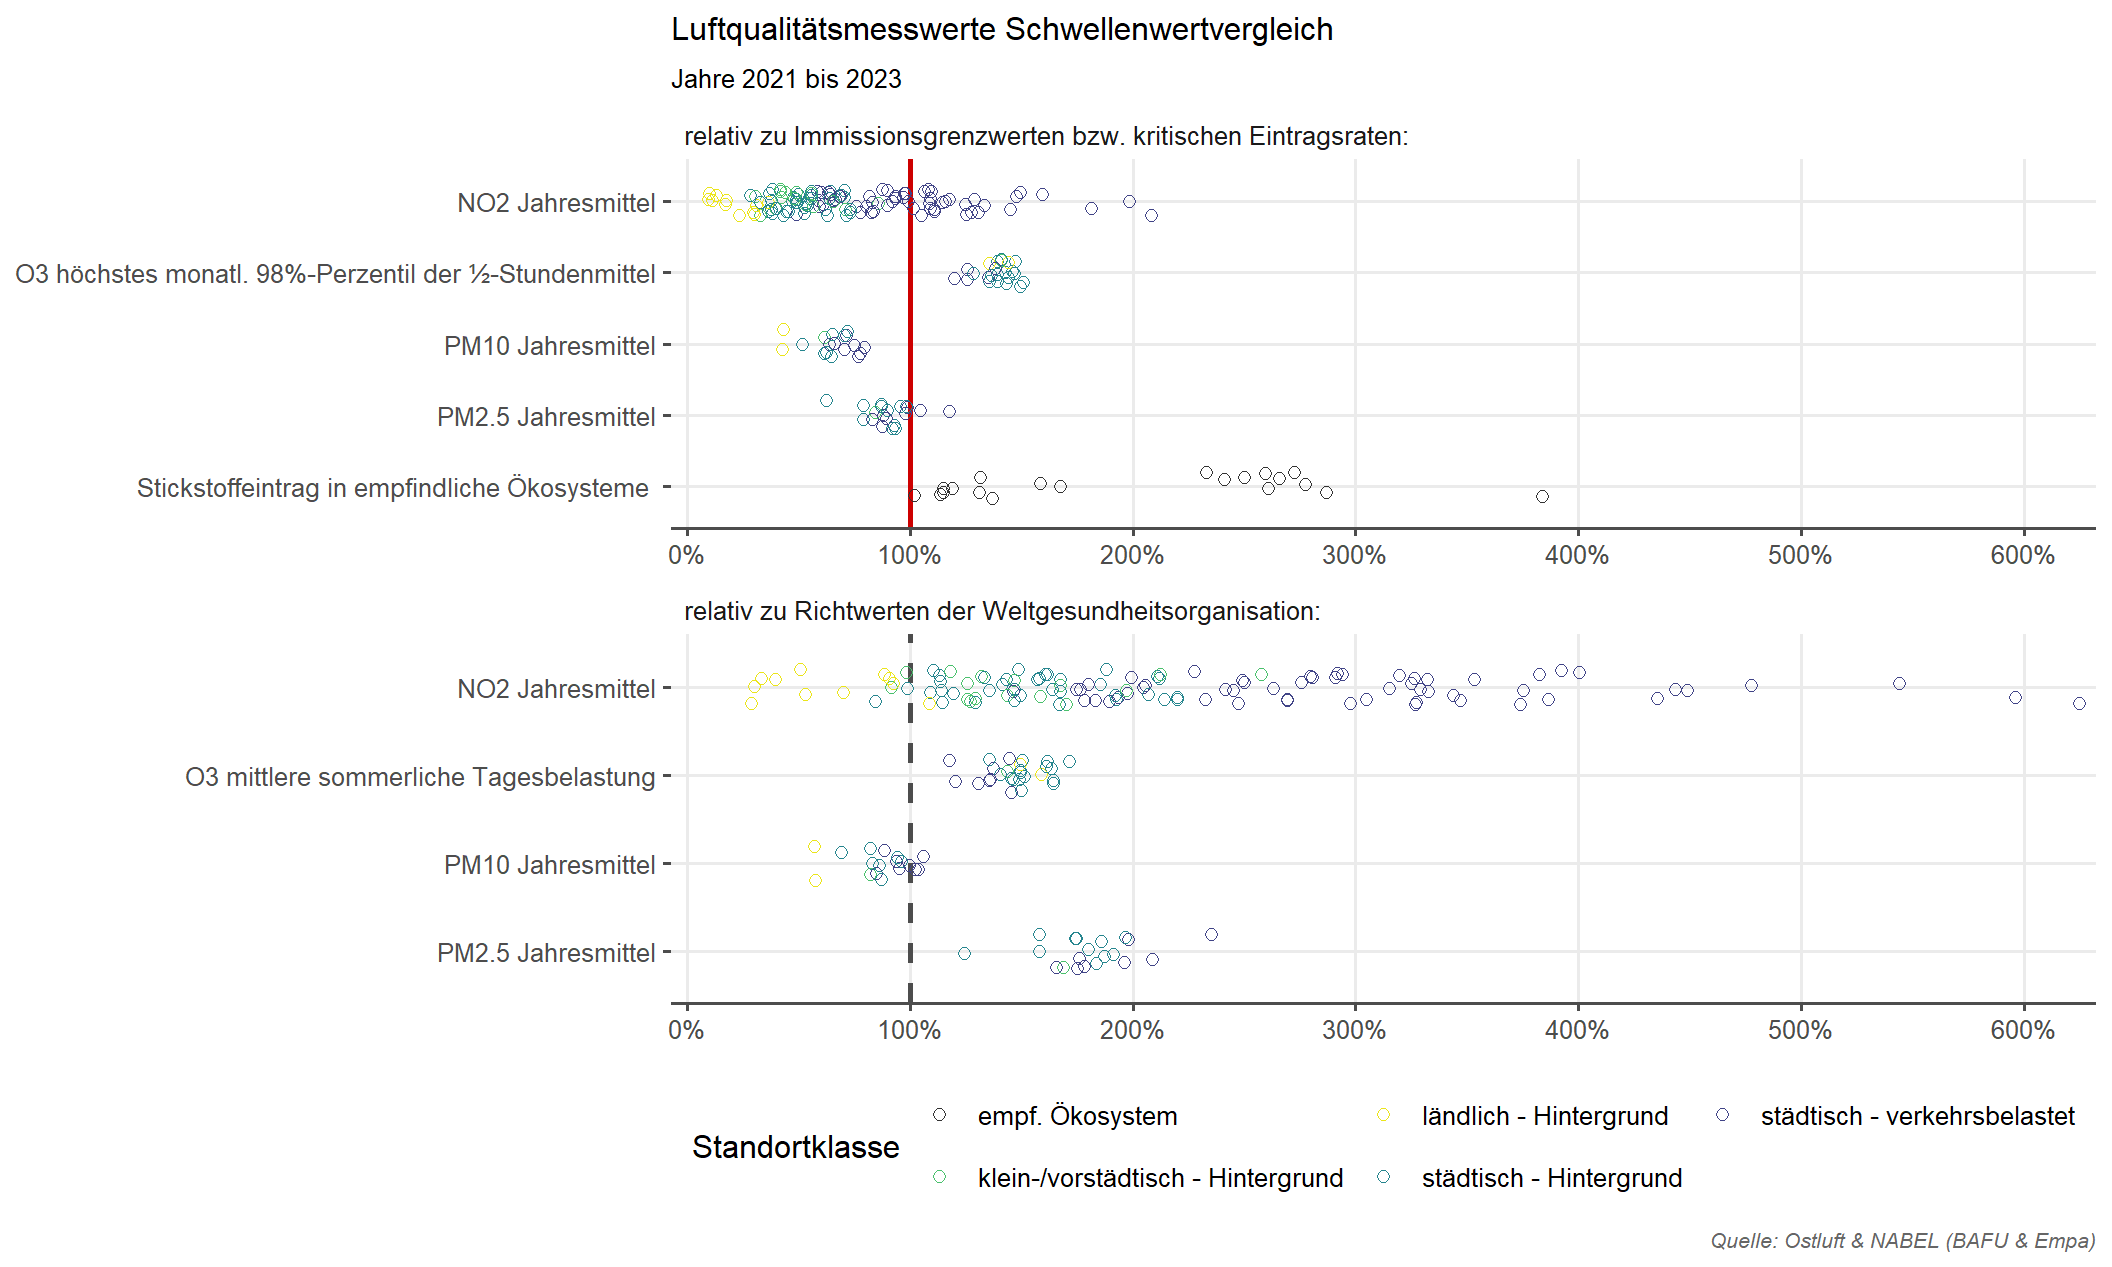 Luftqualitätsmesswerte Schwellenwertvergleich
Jahre 2021 bis 2023
relativ zu Immissionsgrenzwerten bzw. kritischen Eintragsraten:
NO2 Jahresmittel
O3 höchstes monatl. 98%-Perzentil der ½-Stundenmittel
PM10 Jahresmittel
PM2.5 Jahresmittel
Stickstoffeintrag in empfindliche Ökosysteme
0% 100% 200% 300% 400% 500% 600%
relativ zu Richtwerten der Weltgesundheitsorganisation:
NO2 Jahresmittel
O3 mittlere sommerliche Tagesbelastung
PM10 Jahresmittel
PM2.5 Jahresmittel
0% 100% 200% 300% 400% 500% 600%
Standortklasse
empf. Ökosystem
klein-/vorstädtisch - Hintergrund
ländlich - Hintergrund
städtisch - Hintergrund
städtisch - verkehrsbelastet
Quelle: Ostluft & NABEL (BAFU & Empa)